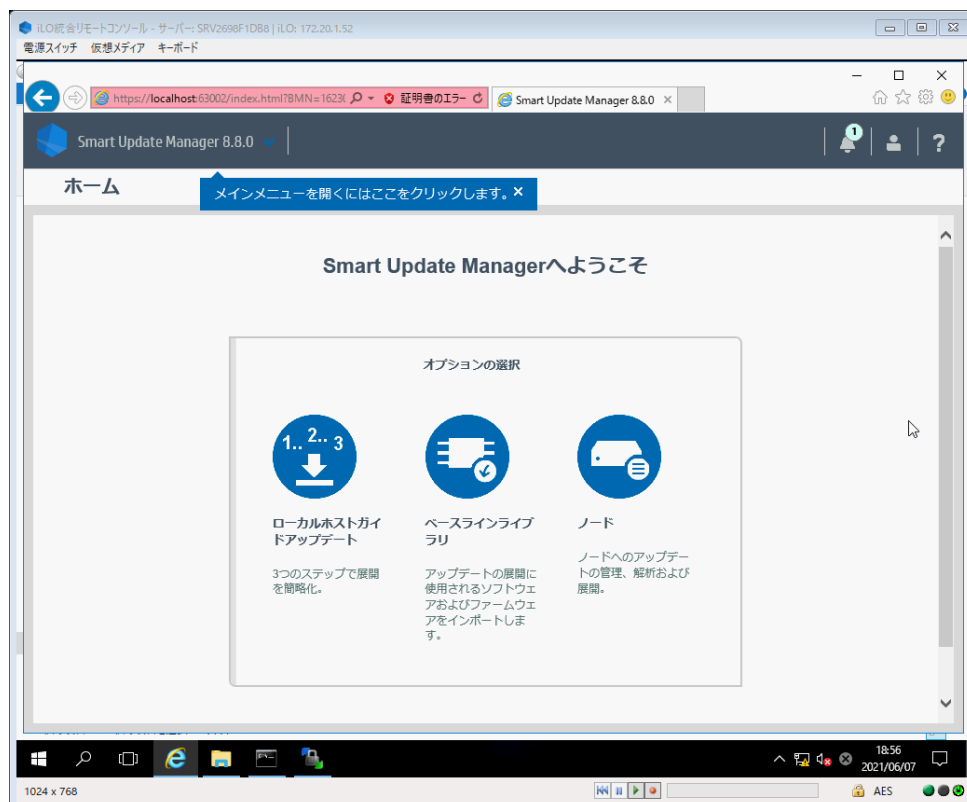 iLO統合リモートコンソール - サーバー: SRV2698F1DB8 | iLO: 172.20.1.52
電源スイッチ 仮想メディア キーボード
https://localhost:63002/index.html?BMN=1623( 証明書のエラー Smart Update Manager 8.8.0
Smart Update Manager 8.8.0
1
?
ホーム
メインメニューを開くにはここをクリックします。
Smart Update Managerへようこそ
オプションの選択
1.. 2.. 3
ローカルホストガイ
ドアップデート
3つのステップで展開
を簡略化。
ベースラインライブ
ラリ
アップデートの展開に
使用されるソフトウェ
アおよびファームウェ
アをインポートしま
す。
ノード
ノードへのアップデー
トの管理、解析および
展開。
18:56
2021/06/07
1024 x 768
AES